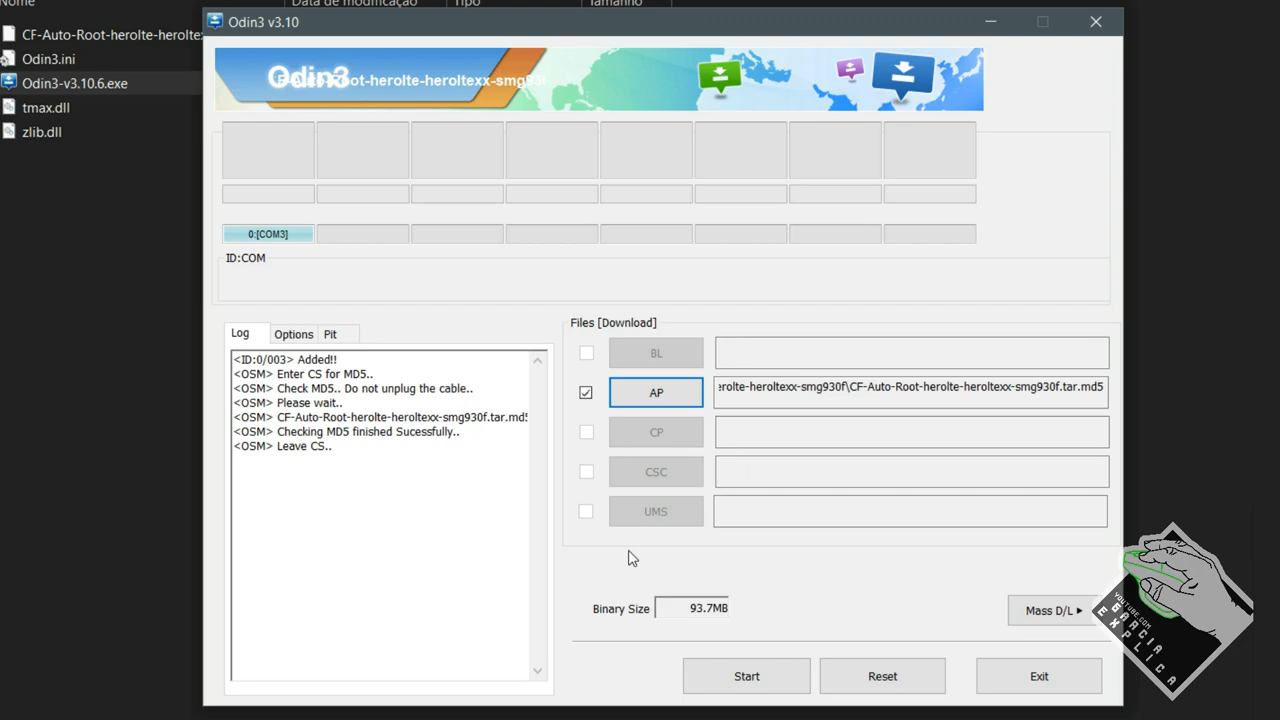 Nome
Data de modificação
Tipo
Tamanho
CF-Auto-Root-herolte-herolte
Odin3.ini
Odin3-v3.10.6.exe
tmax.dll
zlib.dll
Odin3 v3.10
Odin3
-Root-herolte-heroltexx-smg93
0:[COM3]
ID:COM
Log
Options
Pit
<ID:0/003> Added!!
<OSM> Enter CS for MD5..
<OSM> Check MD5.. Do not unplug the cable..
<OSM> Please wait..
<OSM> CF-Auto-Root-herolte-heroltexx-smg930f.tar.md5
<OSM> Checking MD5 finished Sucessfully..
<OSM> Leave CS..
Files [Download]
BL
AP
erolte-heroltexx-smg930f\CF-Auto-Root-herolte-heroltexx-smg930f.tar.md5
CP
CSC
UMS
Binary Size
93.7MB
Mass D/L
Start
Reset
Exit
YOUTUBE.COM
EGARCIA
EXPLICA